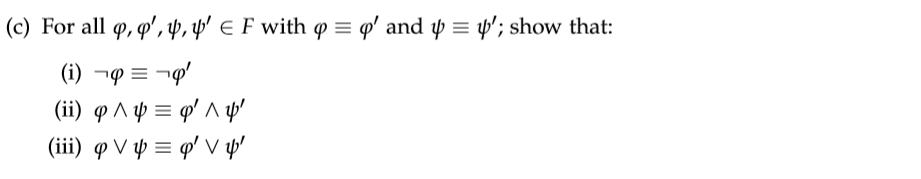 (c) For all φ, φ′, ψ, ψ′ ∈ F with φ ≡ φ′ and ψ ≡ ψ′; show that:
(i) ¬φ ≡ ¬φ′
(ii) φ ∧ ψ ≡ φ′ ∧ ψ′
(iii) φ ∨ ψ ≡ φ′ ∨ ψ′